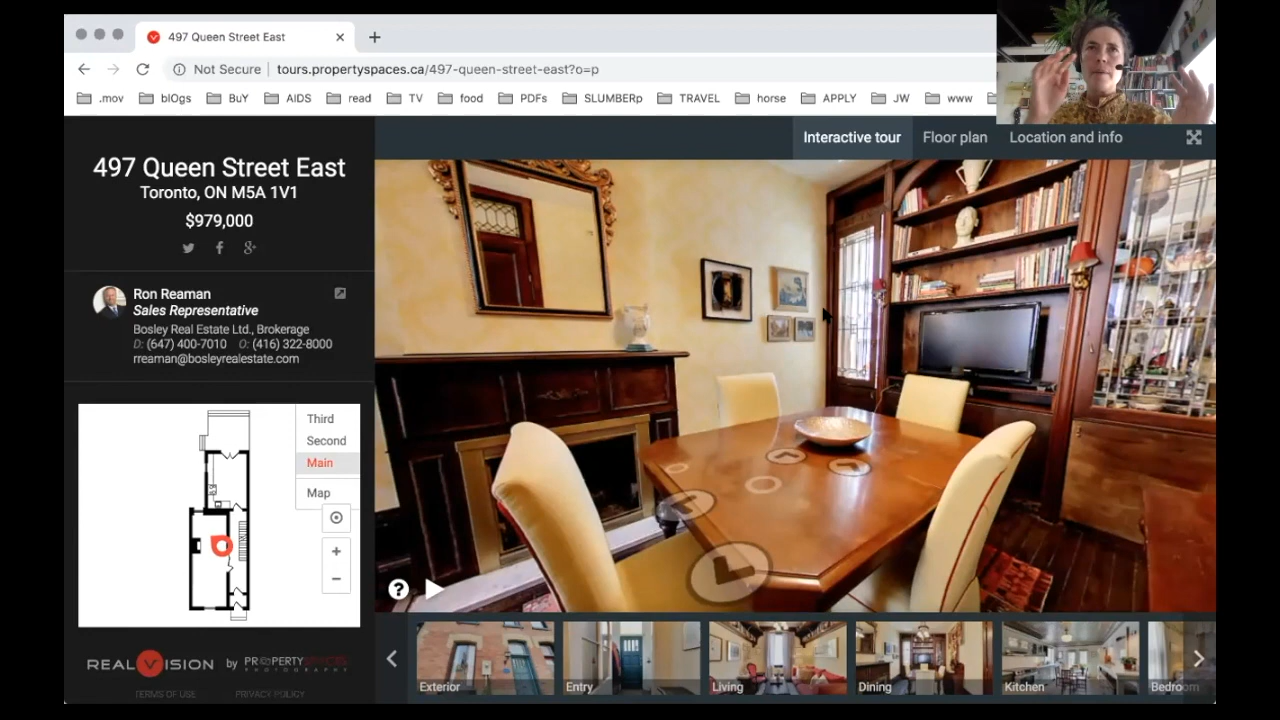 497 Queen Street East
Not Secure | tours.propertyspaces.ca/497-queen-street-east?o=p
.mov blOgs BuY AIDS read TV food PDFs SLUMBERp TRAVEL horse APPLY JW www
Interactive tour Floor plan Location and info
497 Queen Street East
Toronto, ON M5A 1V1
$979,000
Ron Reaman
Sales Representative
Bosley Real Estate Ltd., Brokerage
D: (647) 400-7010 O: (416) 322-8000
rreaman@bosleyrealestate.com
Third
Second
Main
Map
REALVISION by PROPERTYSPACES
PHOTOGRAPHY
TERMS OF USE PRIVACY POLICY
Exterior Entry Living Dining Kitchen Bedroom